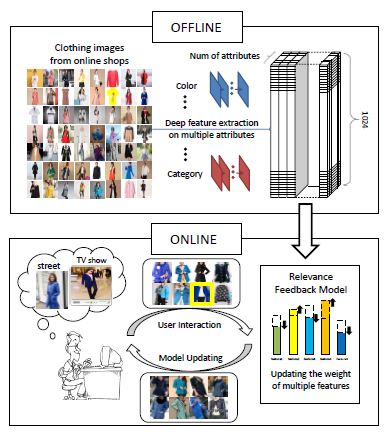 OFFLINE
Clothing images
from online shops
Num of attributes
Color
Deep feature extraction
on multiple attributes
Category
1024
ONLINE
street
TV show
User Interaction
Model Updating
Relevance
Feedback Model
Updating the weight
of multiple features